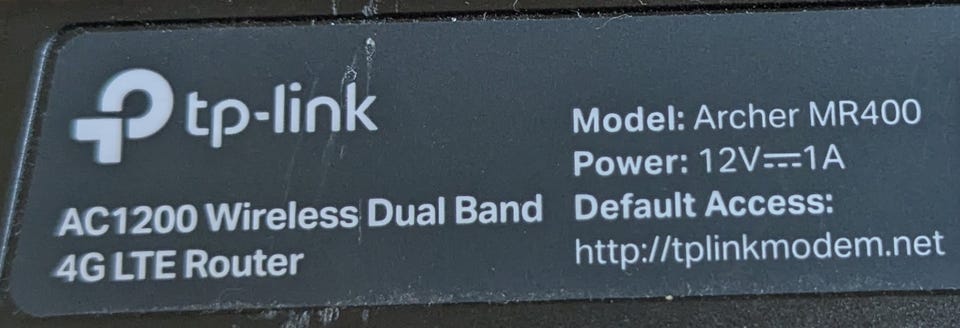 tp-link
AC1200 Wireless Dual Band
4G LTE Router
Model: Archer MR400
Power: 12V⎓1A
Default Access:
http://tplinkmodem.net